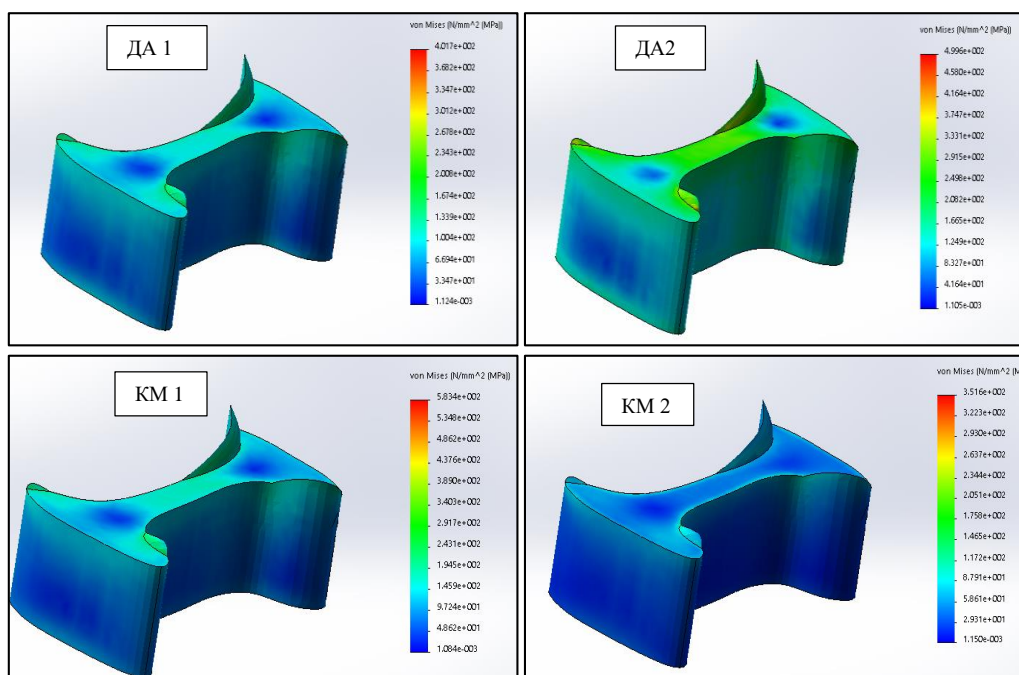 von Mises (N/mm^2 (MPa))
ДА 1
4.017e+002
3.682e+002
3.347e+002
3.012e+002
2.678e+002
2.343e+002
2.008e+002
1.674e+002
1.339e+002
1.004e+002
6.694e+001
3.347e+001
1.124e-003
von Mises (N/mm^2 (MPa))
ДА2
4.996e+002
4.580e+002
4.164e+002
3.747e+002
3.331e+002
2.915e+002
2.498e+002
2.082e+002
1.665e+002
1.249e+002
8.327e+001
4.164e+001
1.105e-003
von Mises (N/mm^2 (MPa))
КМ 1
5.834e+002
5.348e+002
4.862e+002
4.376e+002
3.890e+002
3.403e+002
2.917e+002
2.431e+002
1.945e+002
1.459e+002
9.724e+001
4.862e+001
1.084e-003
von Mises (N/mm^2 (M
КМ 2
3.516e+002
3.223e+002
2.930e+002
2.637e+002
2.344e+002
2.051e+002
1.758e+002
1.465e+002
1.172e+002
8.791e+001
5.861e+001
2.931e+001
1.150e-003